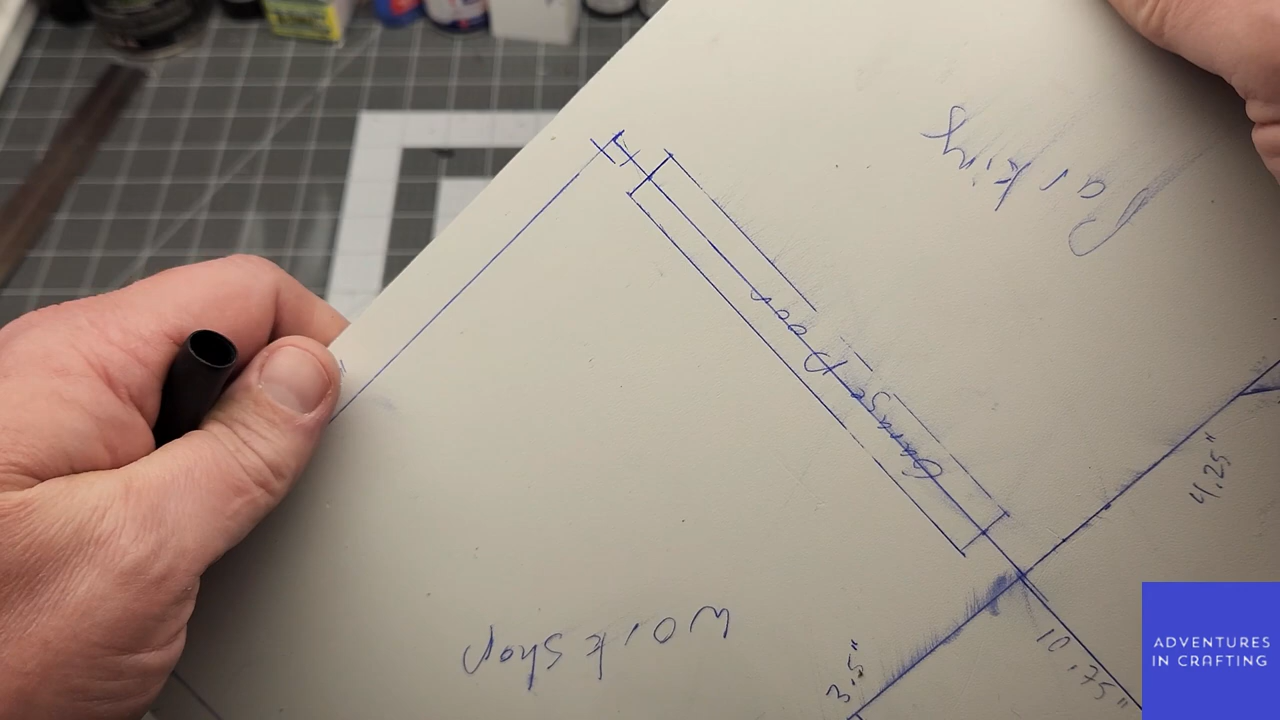 Parking
Garage Door
4.25"
Work shop
3.5"
10.75"
ADVENTURES
IN CRAFTING